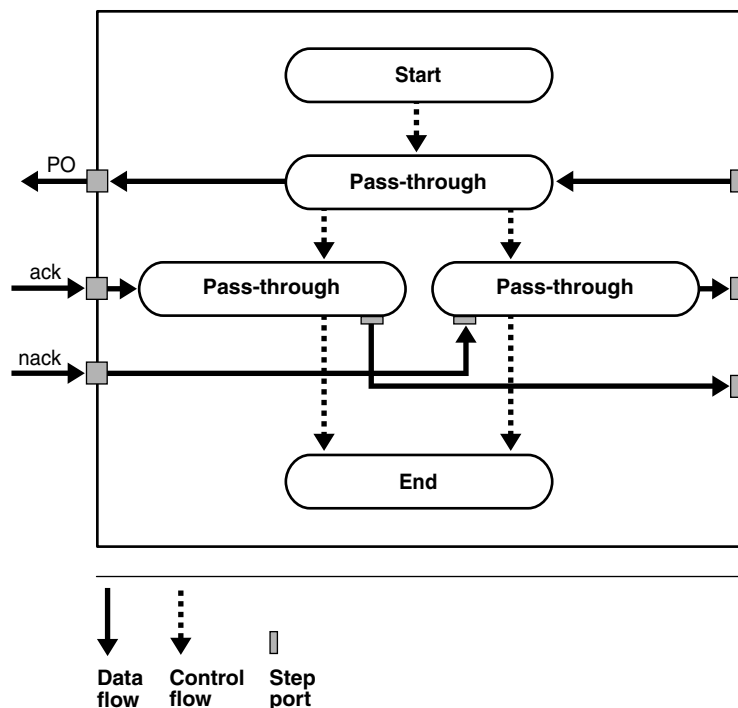 Start
PO
Pass-through
ack
Pass-through
Pass-through
nack
End
Data
flow
Control
flow
Step
port